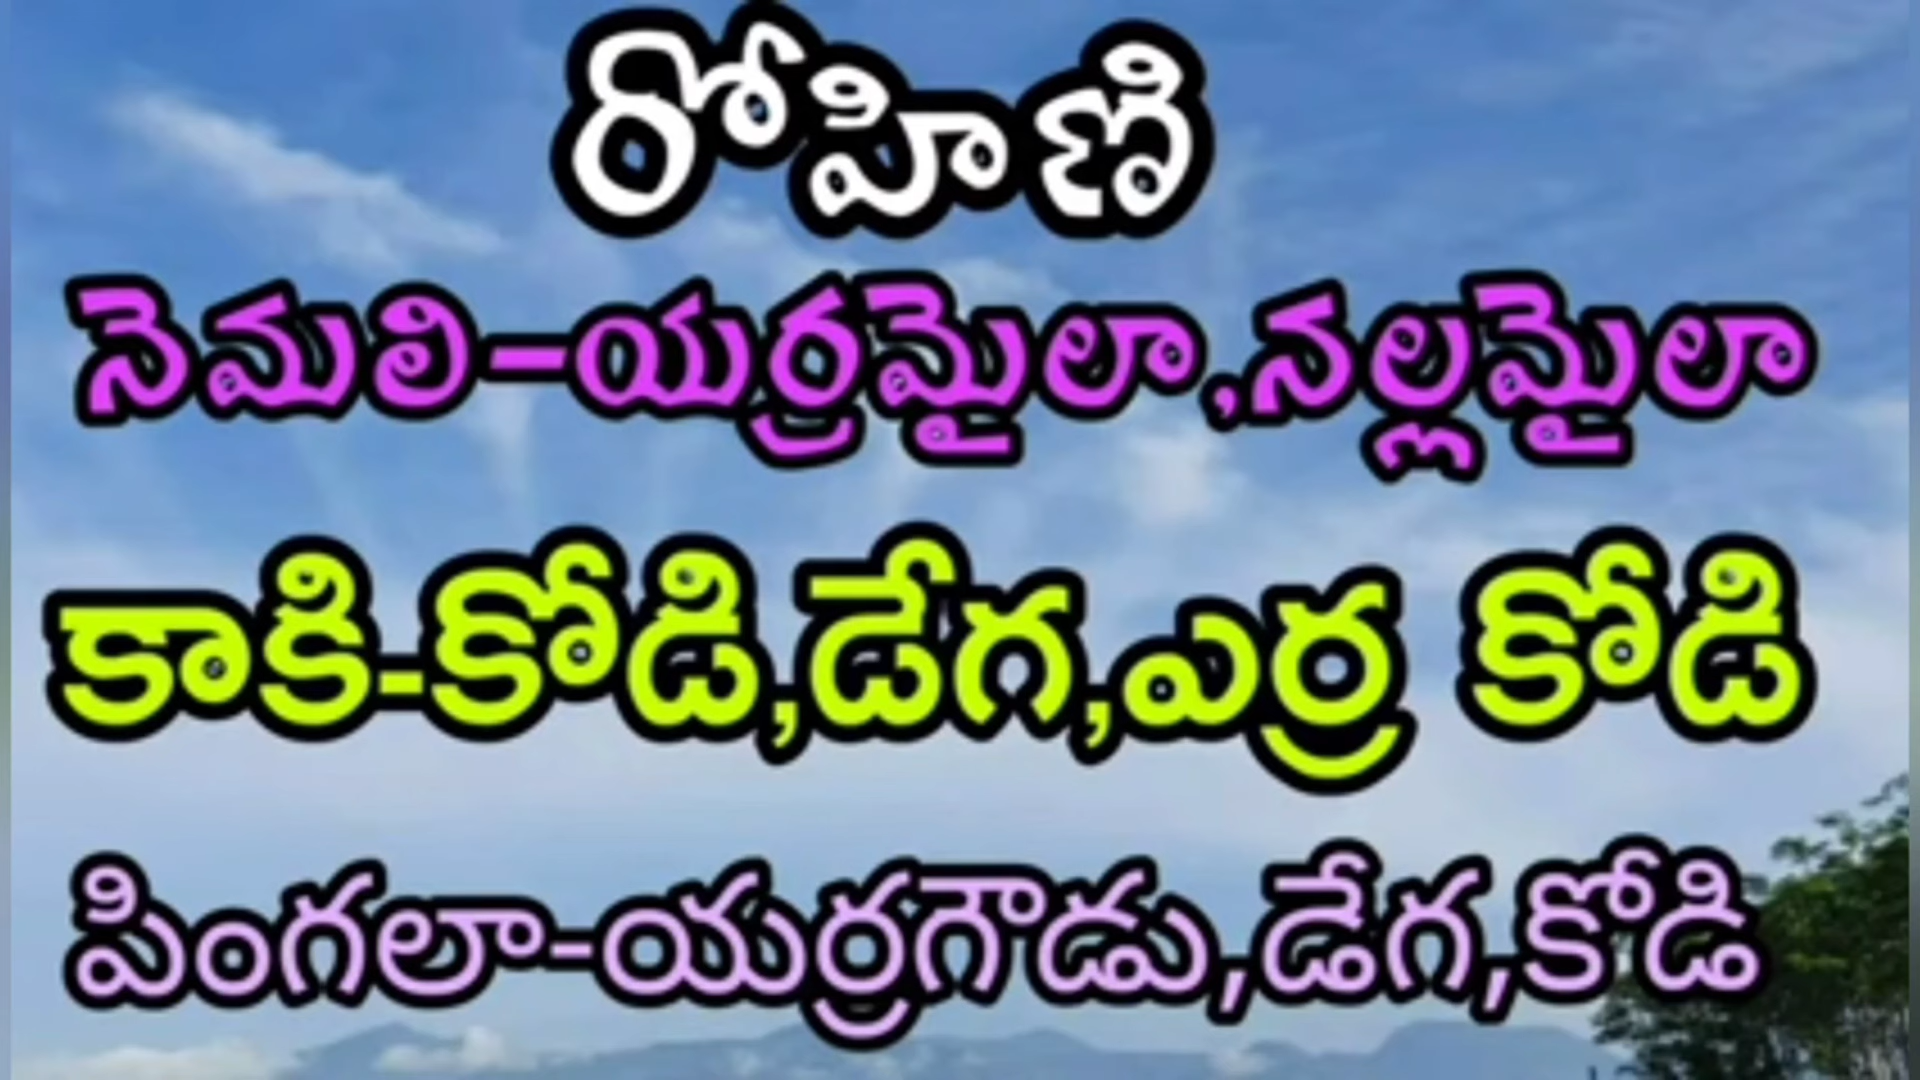 రోహిణి
నెమలి-యర్రమైలా,నల్లమైలా
కాకి-కోడి,డేగ,ఎర్ర కోడి
పింగలా-యర్రగౌడు,డేగ,కోడి